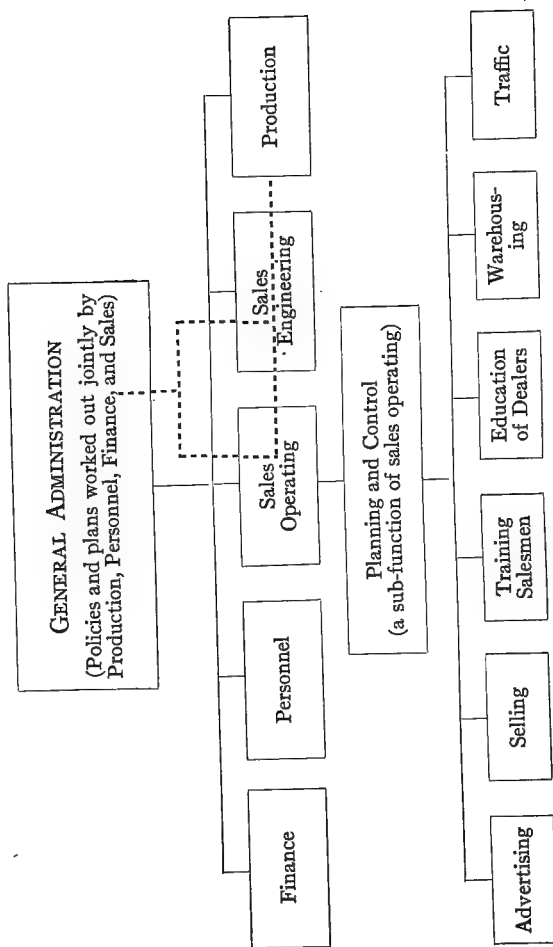 GENERAL ADMINISTRATION
(Policies and plans worked out jointly by
Production, Personnel, Finance, and Sales)
Finance
Personnel
Sales
Operating
Sales
Engineering
Production
Planning and Control
(a sub-function of sales operating)
Advertising
Selling
Training
Salesmen
Education
of Dealers
Warehous-
ing
Traffic